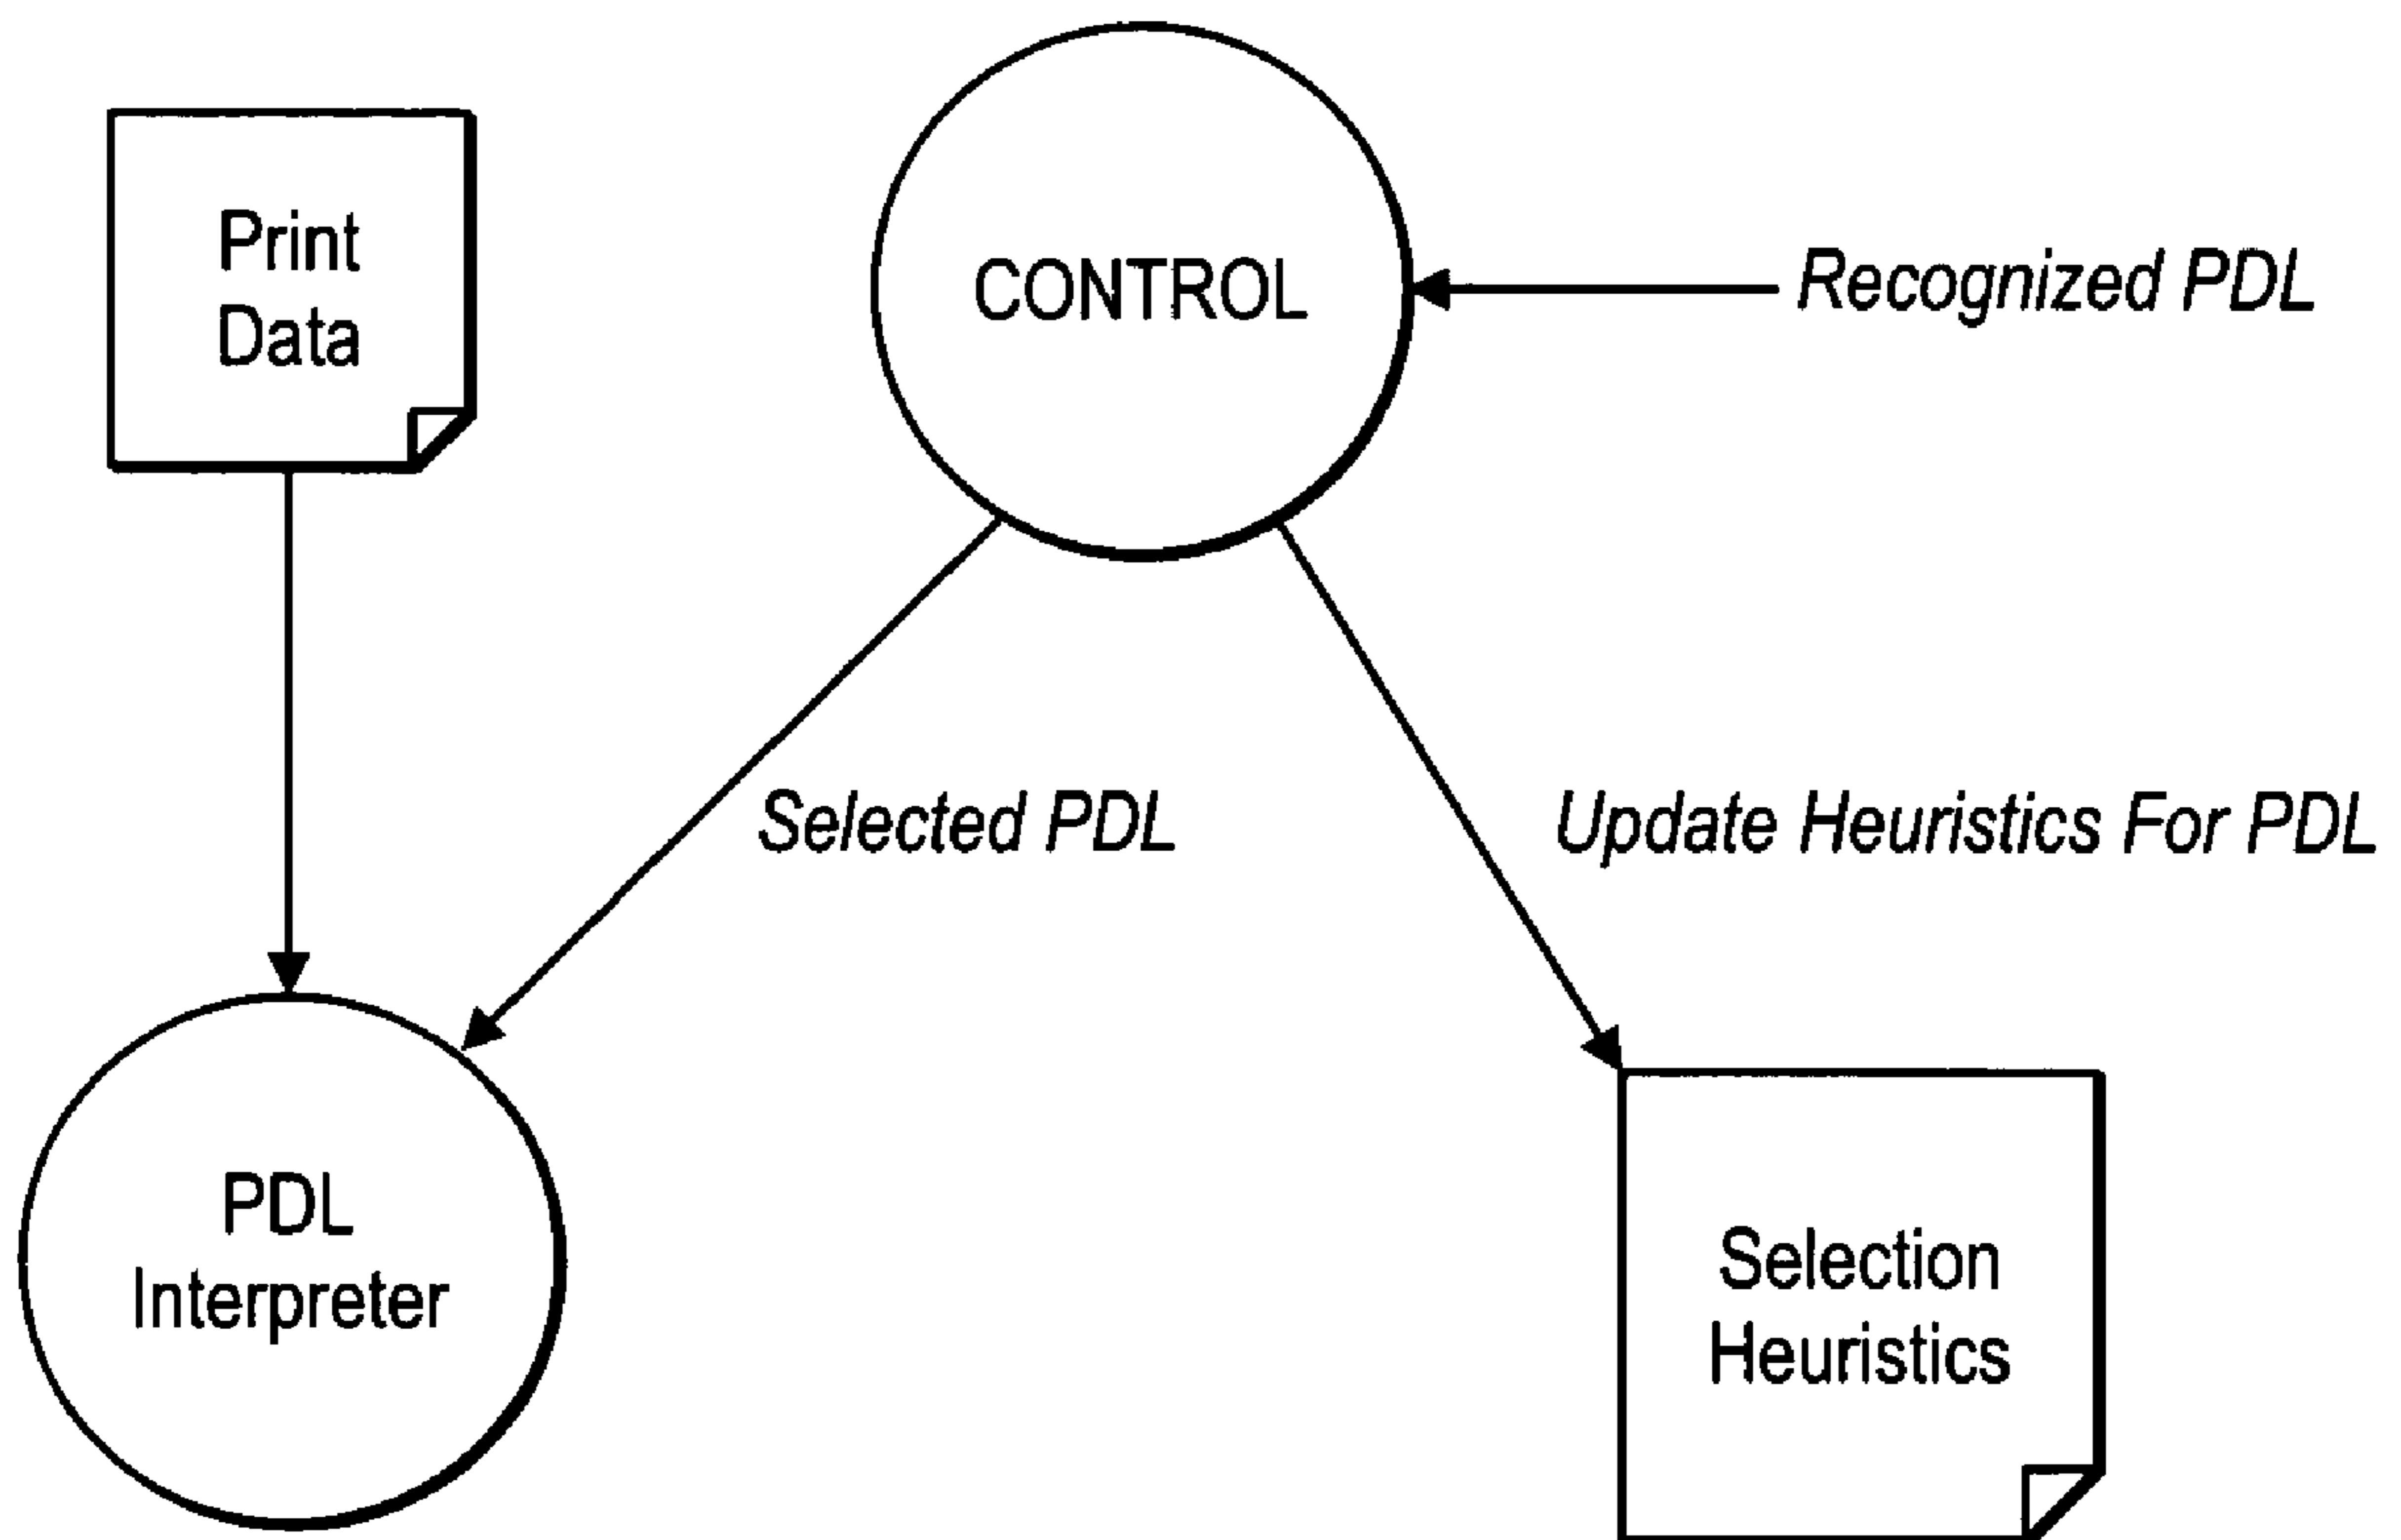 Print
Data
CONTROL
Recognized PDL
Selected PDL
Update Heuristics For PDL
PDL
Interpreter
Selection
Heuristics